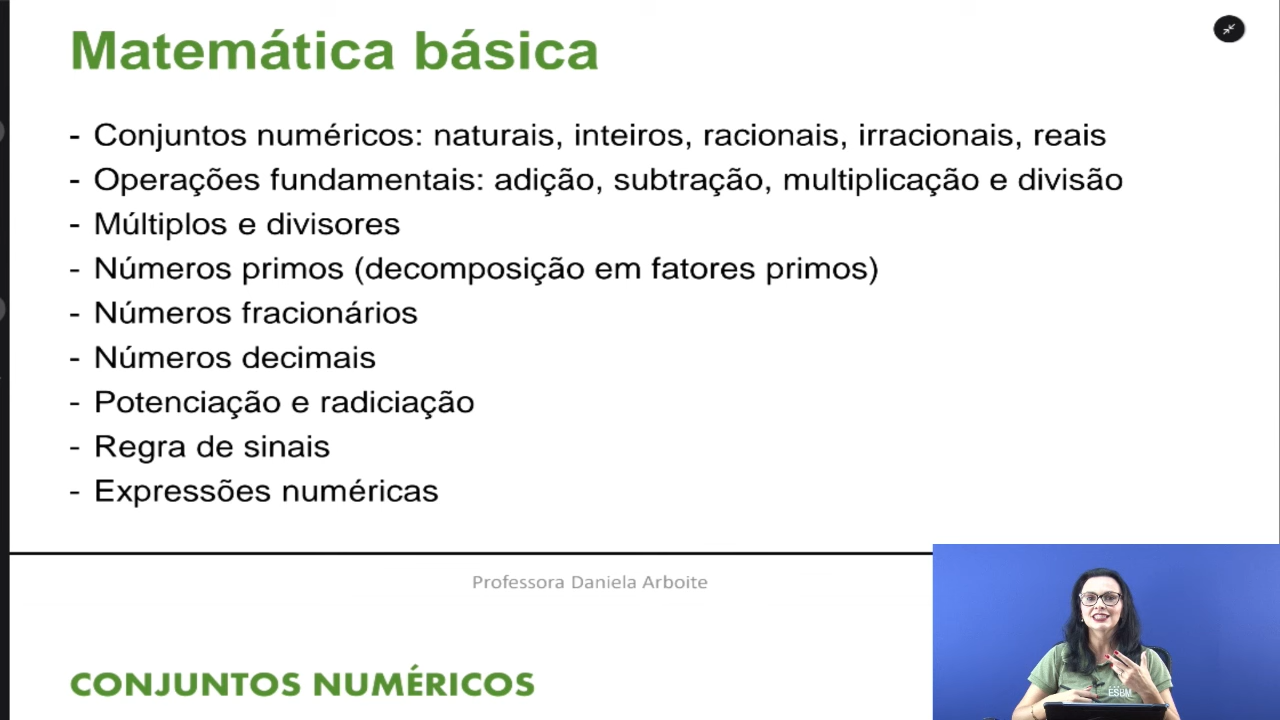 Matemática básica
- Conjuntos numéricos: naturais, inteiros, racionais, irracionais, reais
- Operações fundamentais: adição, subtração, multiplicação e divisão
- Múltiplos e divisores
- Números primos (decomposição em fatores primos)
- Números fracionários
- Números decimais
- Potenciação e radiciação
- Regra de sinais
- Expressões numéricas
Professora Daniela Arboite
CONJUNTOS NUMÉRICOS
ESBM